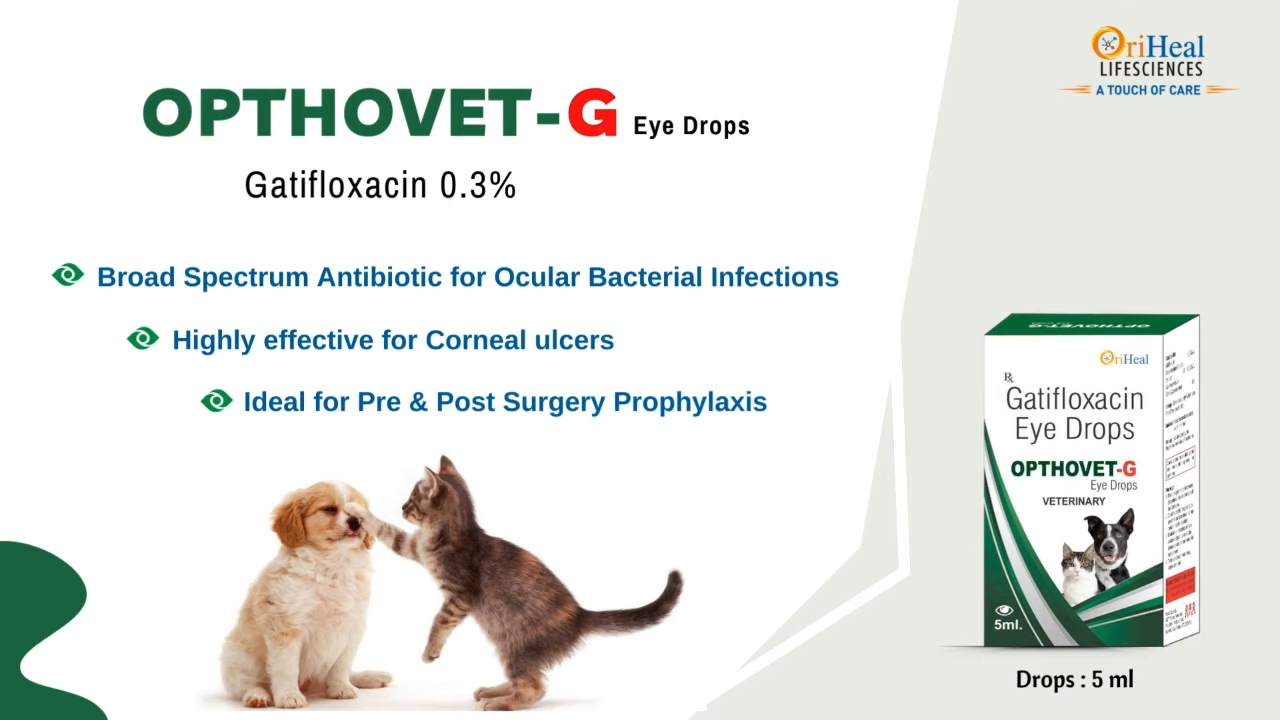 OriHeal
LIFESCIENCES
A TOUCH OF CARE
OPTHOVET-G Eye Drops
Gatifloxacin 0.3%
Broad Spectrum Antibiotic for Ocular Bacterial Infections
Highly effective for Corneal ulcers
Ideal for Pre & Post Surgery Prophylaxis
OPTHOVET-G
OriHeal
Rx
Gatifloxacin
Eye Drops
OPTHOVET-G
Eye Drops
VETERINARY
5ml.
Drops : 5 ml